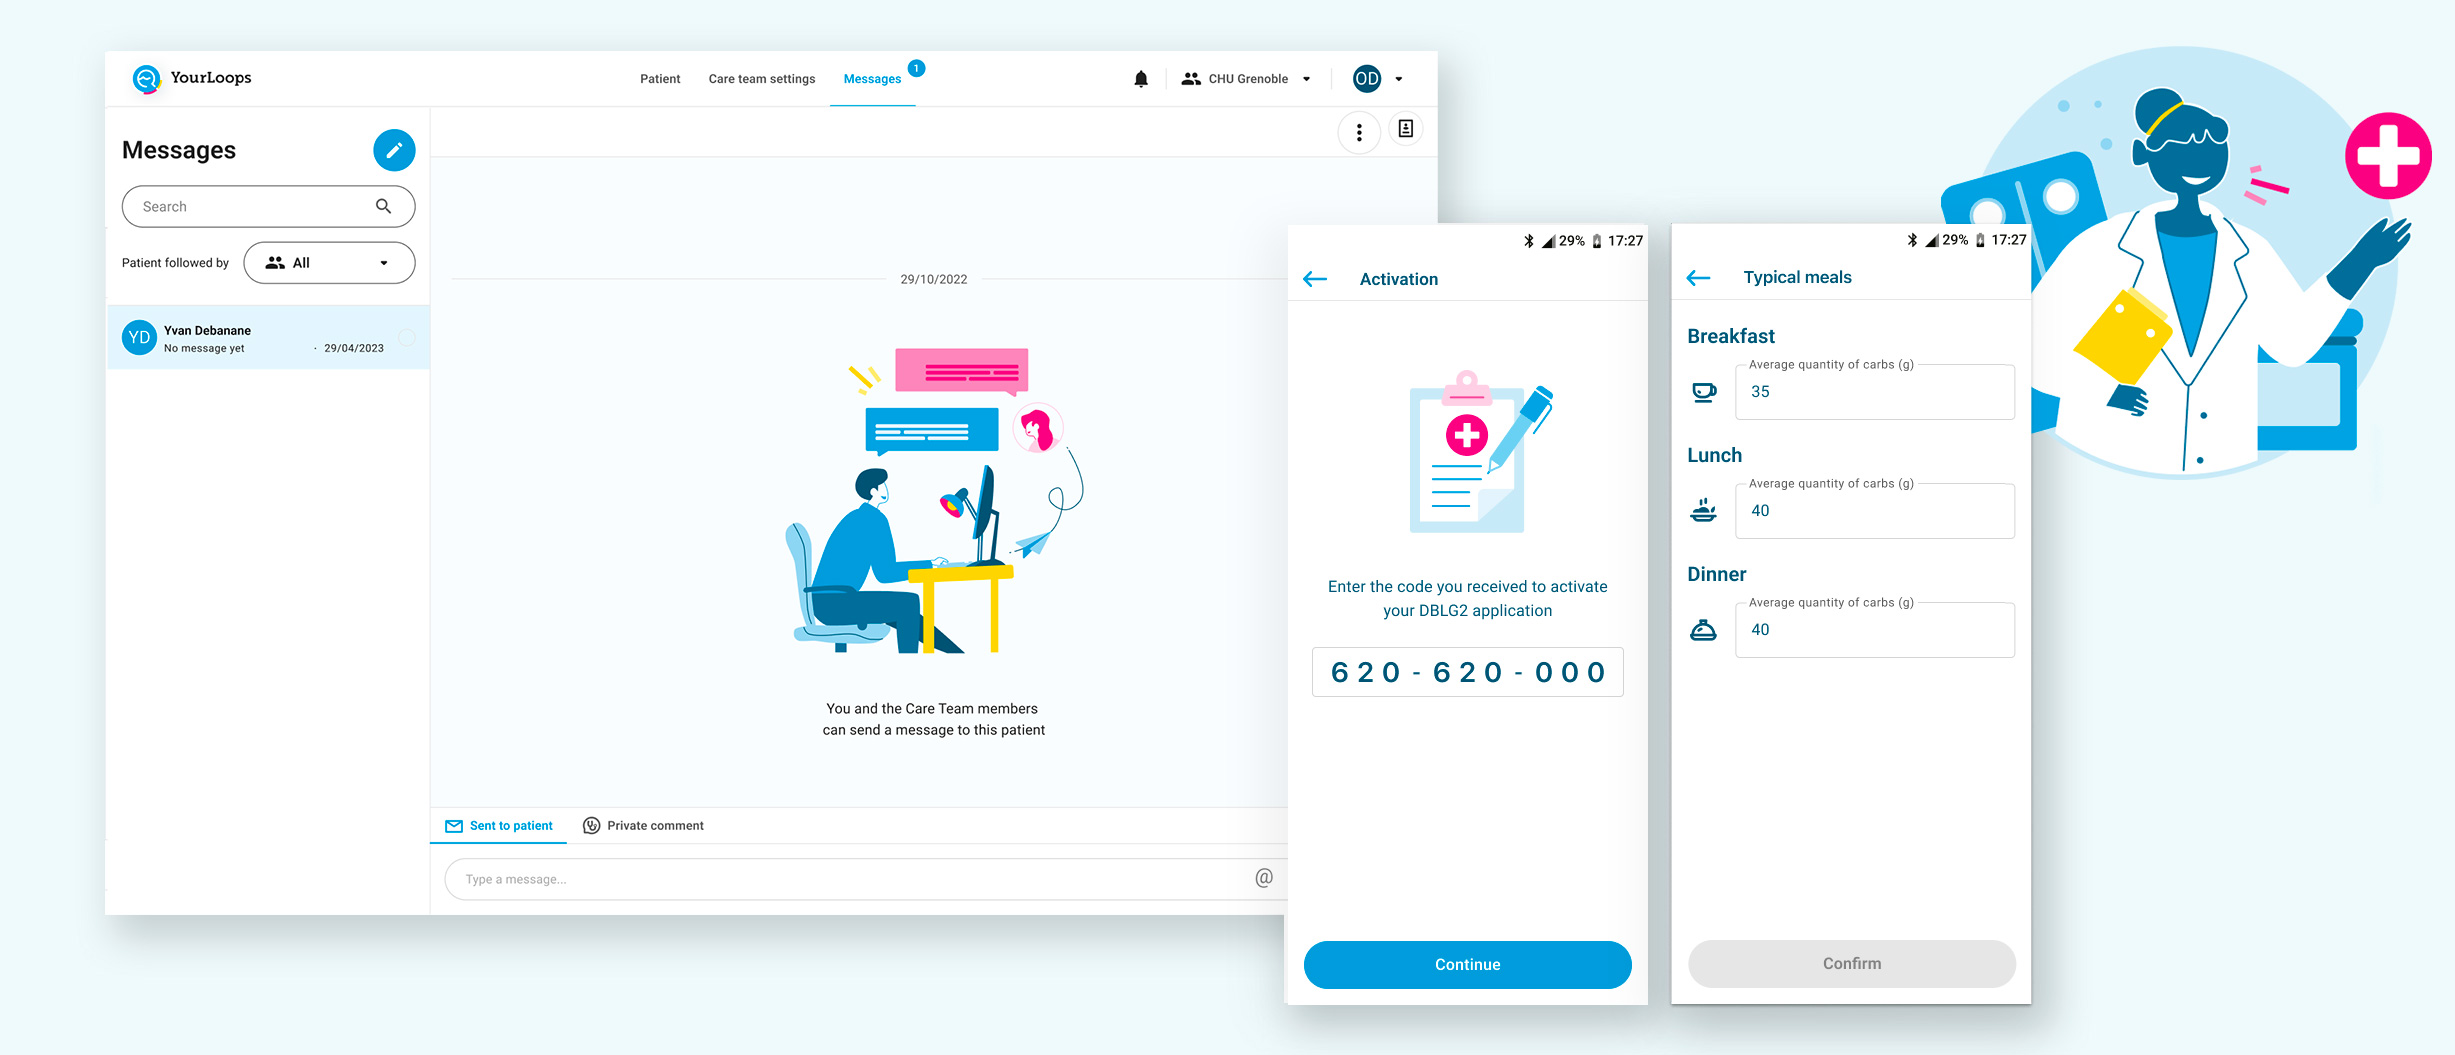 YourLoops
Patient
Care team settings
Messages
1
CHU Grenoble
OD
Messages
Search
Patient followed by
All
YD
Yvan Debanane
No message yet
· 29/04/2023
29/10/2022
You and the Care Team members
can send a message to this patient
Sent to patient
Private comment
Type a message...
@
29%
17:27
Activation
Enter the code you received to activate
your DBLG2 application
620-620-000
Continue
29%
17:27
Typical meals
Breakfast
Average quantity of carbs (g)
35
Lunch
Average quantity of carbs (g)
40
Dinner
Average quantity of carbs (g)
40
Confirm